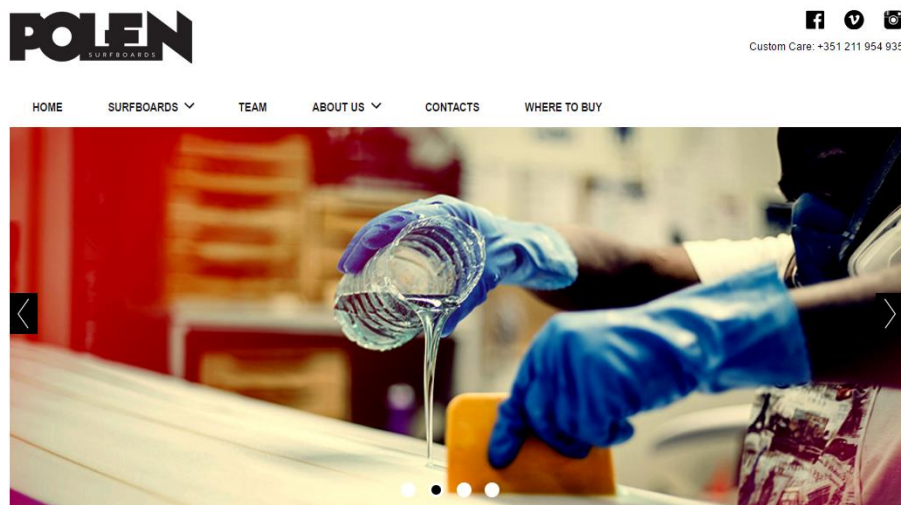 POLEN
SURFBOARDS
Custom Care: +351 211 954 935
HOME SURFBOARDS TEAM ABOUT US CONTACTS WHERE TO BUY